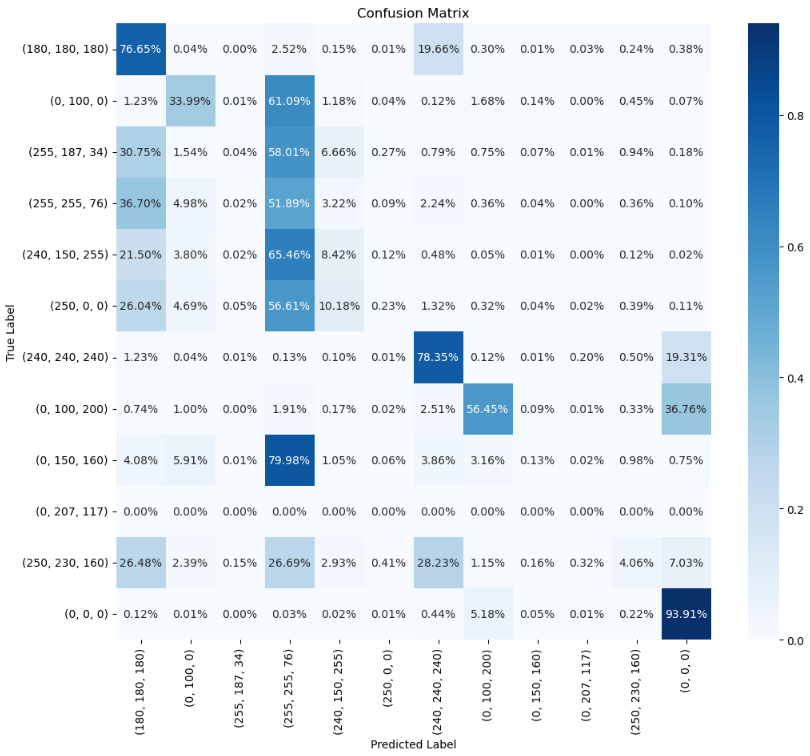 Confusion Matrix
(180, 180, 180) 76.65% 0.04% 0.00% 2.52% 0.15% 0.01% 19.66% 0.30% 0.01% 0.03% 0.24% 0.38%
(0, 100, 0) 1.23% 33.99% 0.01% 61.09% 1.18% 0.04% 0.12% 1.68% 0.14% 0.00% 0.45% 0.07%
(255, 187, 34) 30.75% 1.54% 0.04% 58.01% 6.66% 0.27% 0.79% 0.75% 0.07% 0.01% 0.94% 0.18%
(255, 255, 76) 36.70% 4.98% 0.02% 51.89% 3.22% 0.09% 2.24% 0.36% 0.04% 0.00% 0.36% 0.10%
(240, 150, 255) 21.50% 3.80% 0.02% 65.46% 8.42% 0.12% 0.48% 0.05% 0.01% 0.00% 0.12% 0.02%
(250, 0, 0) 26.04% 4.69% 0.05% 56.61% 10.18% 0.23% 1.32% 0.32% 0.04% 0.02% 0.39% 0.11%
(240, 240, 240) 1.23% 0.04% 0.01% 0.13% 0.10% 0.01% 78.35% 0.12% 0.01% 0.20% 0.50% 19.31%
(0, 100, 200) 0.74% 1.00% 0.00% 1.91% 0.17% 0.02% 2.51% 56.45% 0.09% 0.01% 0.33% 36.76%
(0, 150, 160) 4.08% 5.91% 0.01% 79.98% 1.05% 0.06% 3.86% 3.16% 0.13% 0.02% 0.98% 0.75%
(0, 207, 117) 0.00% 0.00% 0.00% 0.00% 0.00% 0.00% 0.00% 0.00% 0.00% 0.00% 0.00% 0.00%
(250, 230, 160) 26.48% 2.39% 0.15% 26.69% 2.93% 0.41% 28.23% 1.15% 0.16% 0.32% 4.06% 7.03%
(0, 0, 0) 0.12% 0.01% 0.00% 0.03% 0.02% 0.01% 0.44% 5.18% 0.05% 0.01% 0.22% 93.91%
True Label
(180, 180, 180)
(0, 100, 0)
(255, 187, 34)
(255, 255, 76)
(240, 150, 255)
(250, 0, 0)
(240, 240, 240)
(0, 100, 200)
(0, 150, 160)
(0, 207, 117)
(250, 230, 160)
(0, 0, 0)
Predicted Label
0.8
0.6
0.4
0.2
0.0